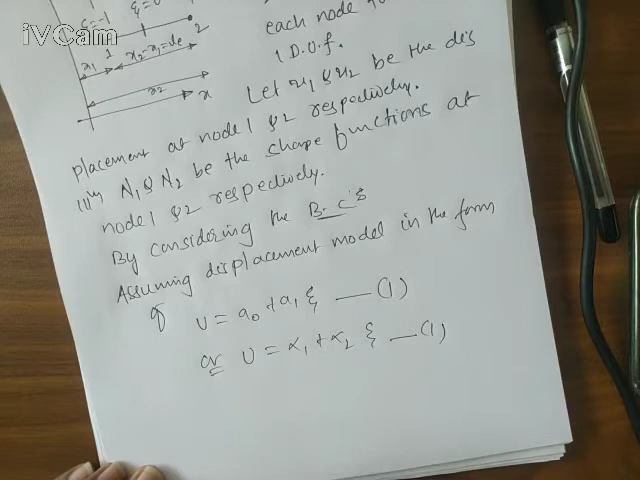 ξ=-1 ξ=0
iVCam
2
1
x1 x2-x1=le
x2
x
each node
1 D.O.f.
Let u1 & u2 be the dis
placement at node 1 & 2 respectively.
111ly N1 & N2 be the shape functions at
node 1 & 2 respectively.
By considering the B.C's
Assuming displacement model in the form
of U = a0 + a1 ξ — (1)
or U = α1 + α2 ξ — (1)